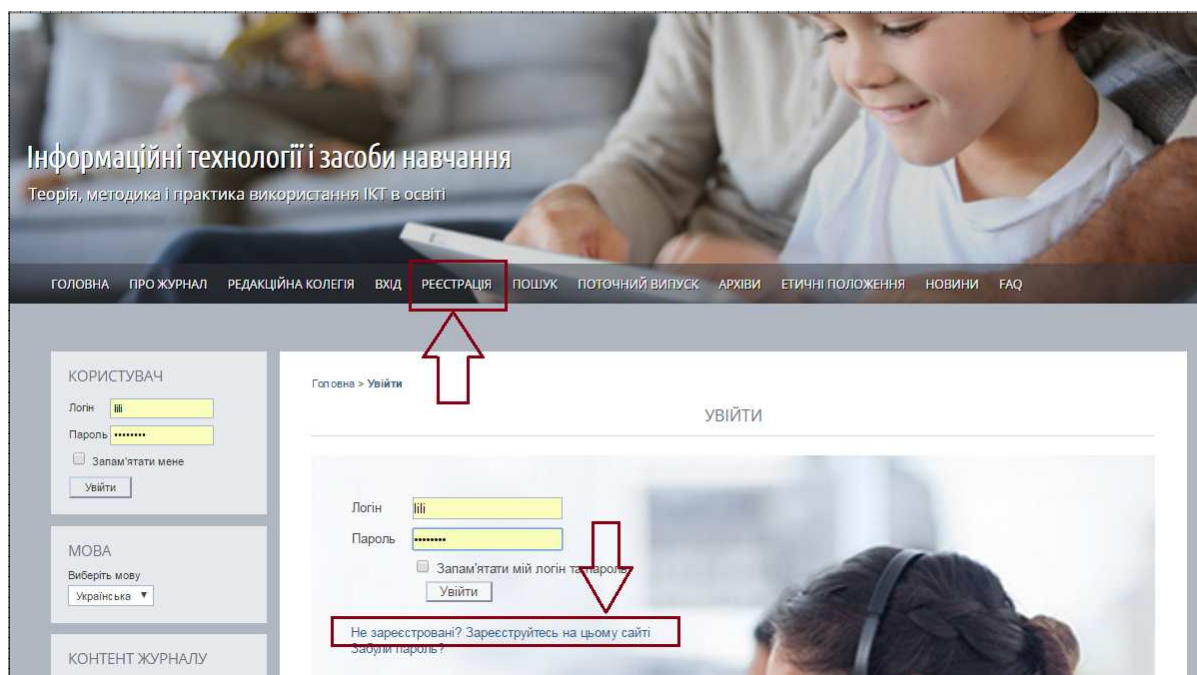 Інформаційні технології і засоби навчання
Теорія, методика і практика використання ІКТ в освіті
ГОЛОВНА ПРО ЖУРНАЛ РЕДАКЦІЙНА КОЛЕГІЯ ВХІД РЕЄСТРАЦІЯ ПОШУК ПОТОЧНИЙ ВИПУСК АРХІВИ ЕТИЧНІ ПОЛОЖЕННЯ НОВИНИ FAQ
КОРИСТУВАЧ
Логін lili
Пароль ••••••••
Запам'ятати мене
Увійти
МОВА
Виберіть мову
Українська ▼
КОНТЕНТ ЖУРНАЛУ
Головна > Увійти
УВІЙТИ
Логін lili
Пароль ••••••••
Запам'ятати мій логін та пароль
Увійти
Не зареєстровані? Зареєструйтесь на цьому сайті
Забули пароль?